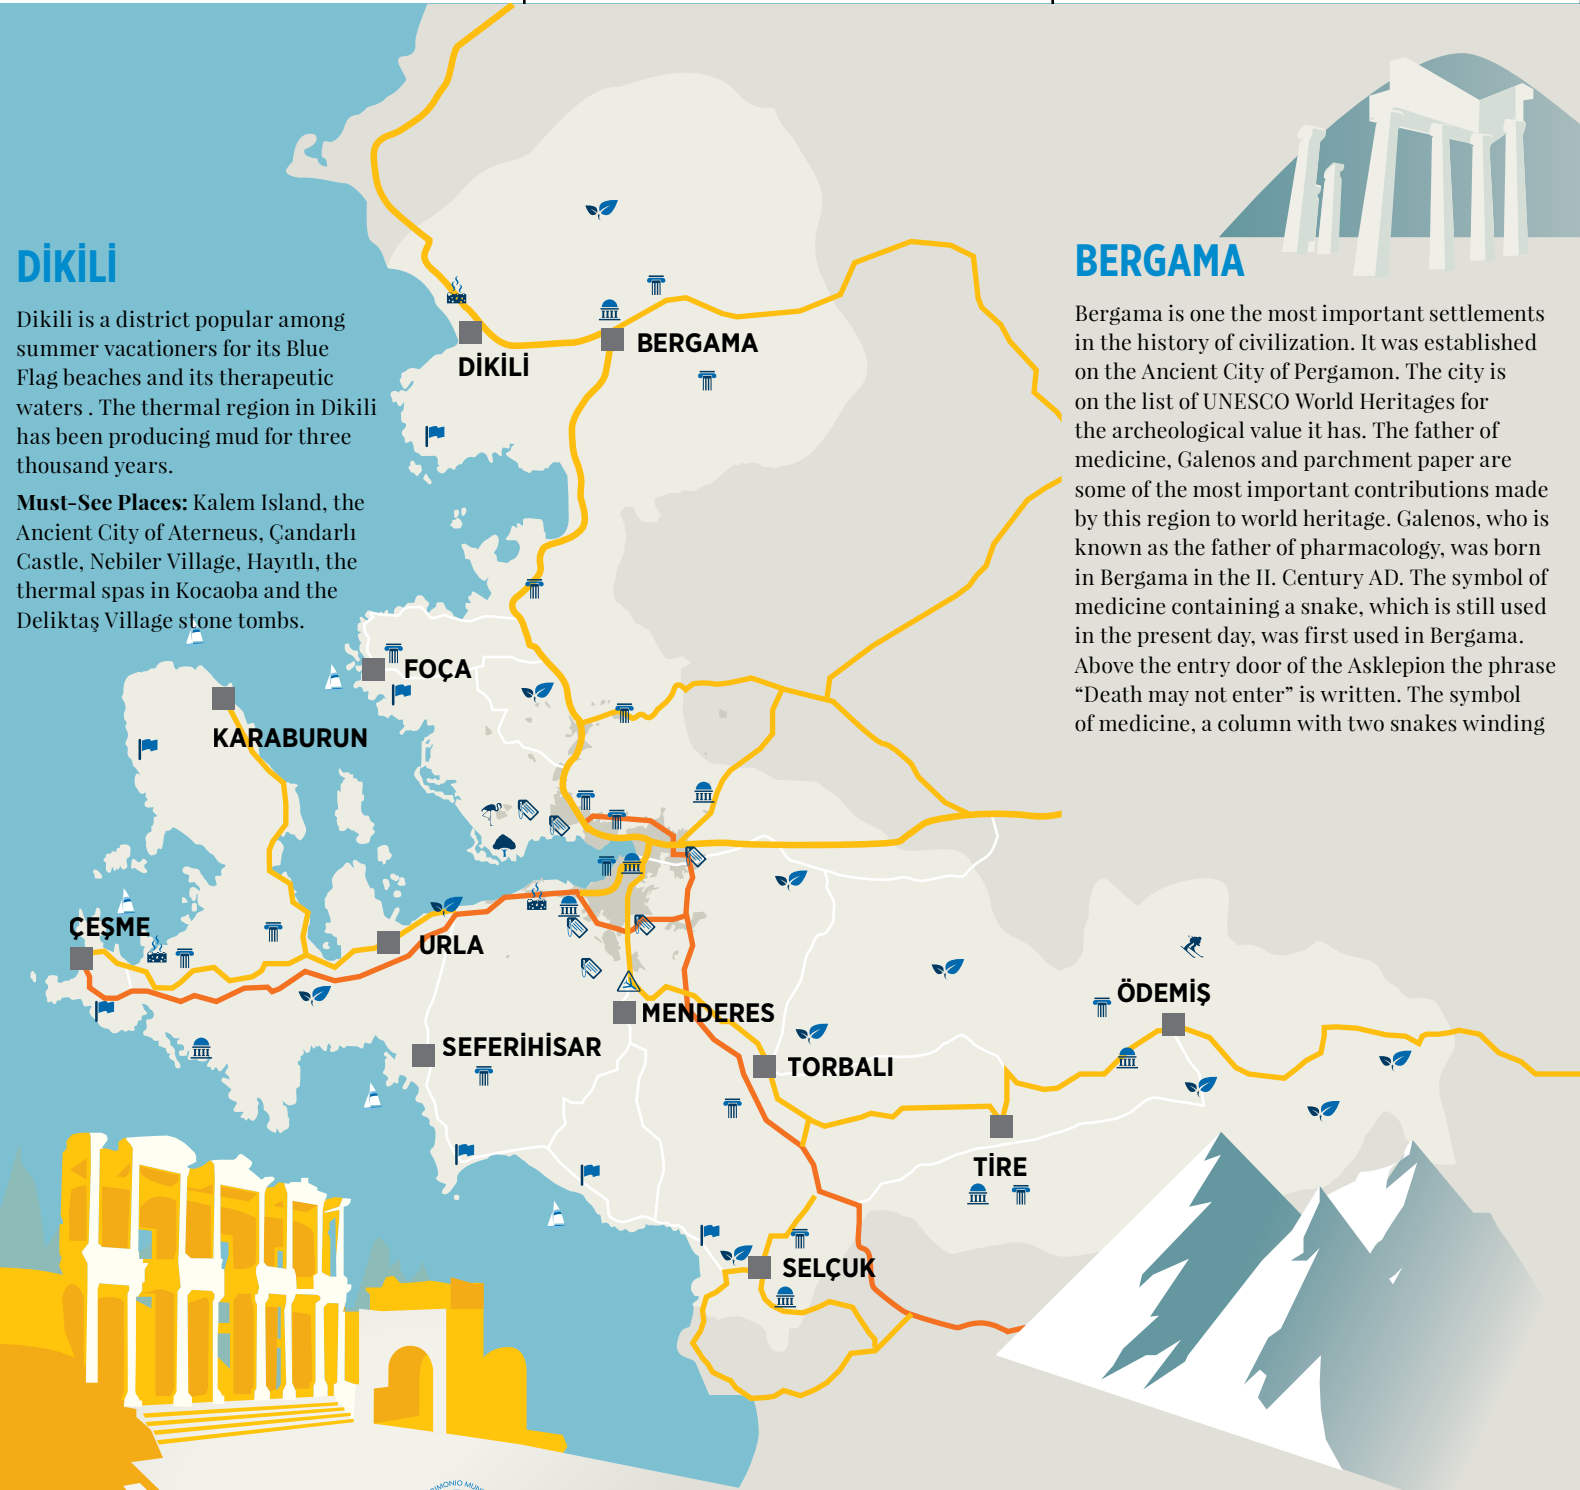 DİKİLİ
Dikili is a district popular among
summer vacationers for its Blue
Flag beaches and its therapeutic
waters . The thermal region in Dikili
has been producing mud for three
thousand years.
Must-See Places: Kalem Island, the
Ancient City of Aterneus, Çandarlı
Castle, Nebiler Village, Hayıtlı, the
thermal spas in Kocaoba and the
Deliktaş Village stone tombs.
BERGAMA
Bergama is one the most important settlements
in the history of civilization. It was established
on the Ancient City of Pergamon. The city is
on the list of UNESCO World Heritages for
the archeological value it has. The father of
medicine, Galenos and parchment paper are
some of the most important contributions made
by this region to world heritage. Galenos, who is
known as the father of pharmacology, was born
in Bergama in the II. Century AD. The symbol of
medicine containing a snake, which is still used
in the present day, was first used in Bergama.
Above the entry door of the Asklepion the phrase
“Death may not enter” is written. The symbol
of medicine, a column with two snakes winding
DİKİLİ
BERGAMA
FOÇA
KARABURUN
ÇEŞME
URLA
MENDERES
SEFERİHİSAR
TORBALI
ÖDEMİŞ
TİRE
SELÇUK